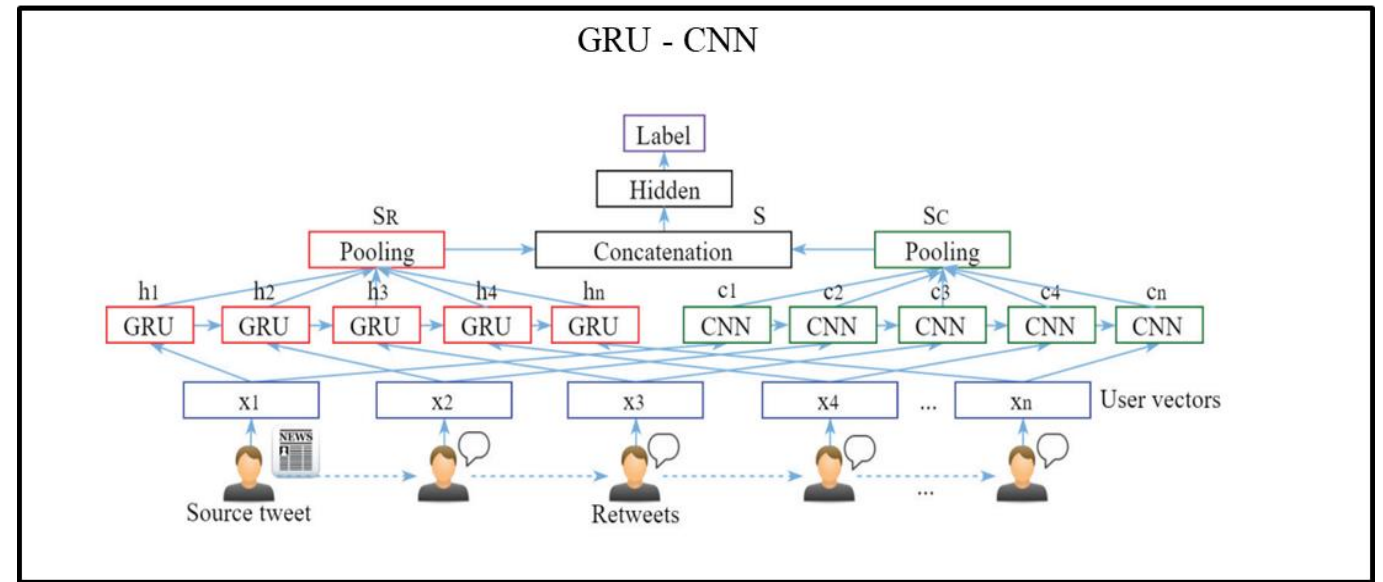 GRU - CNN
Label
Hidden
SR S SC
Pooling Concatenation Pooling
h1 h2 h3 h4 hn c1 c2 c3 c4 cn
GRU GRU GRU GRU GRU CNN CNN CNN CNN CNN
x1 x2 x3 x4 ... xn User vectors
NEWS
...
Source tweet Retweets